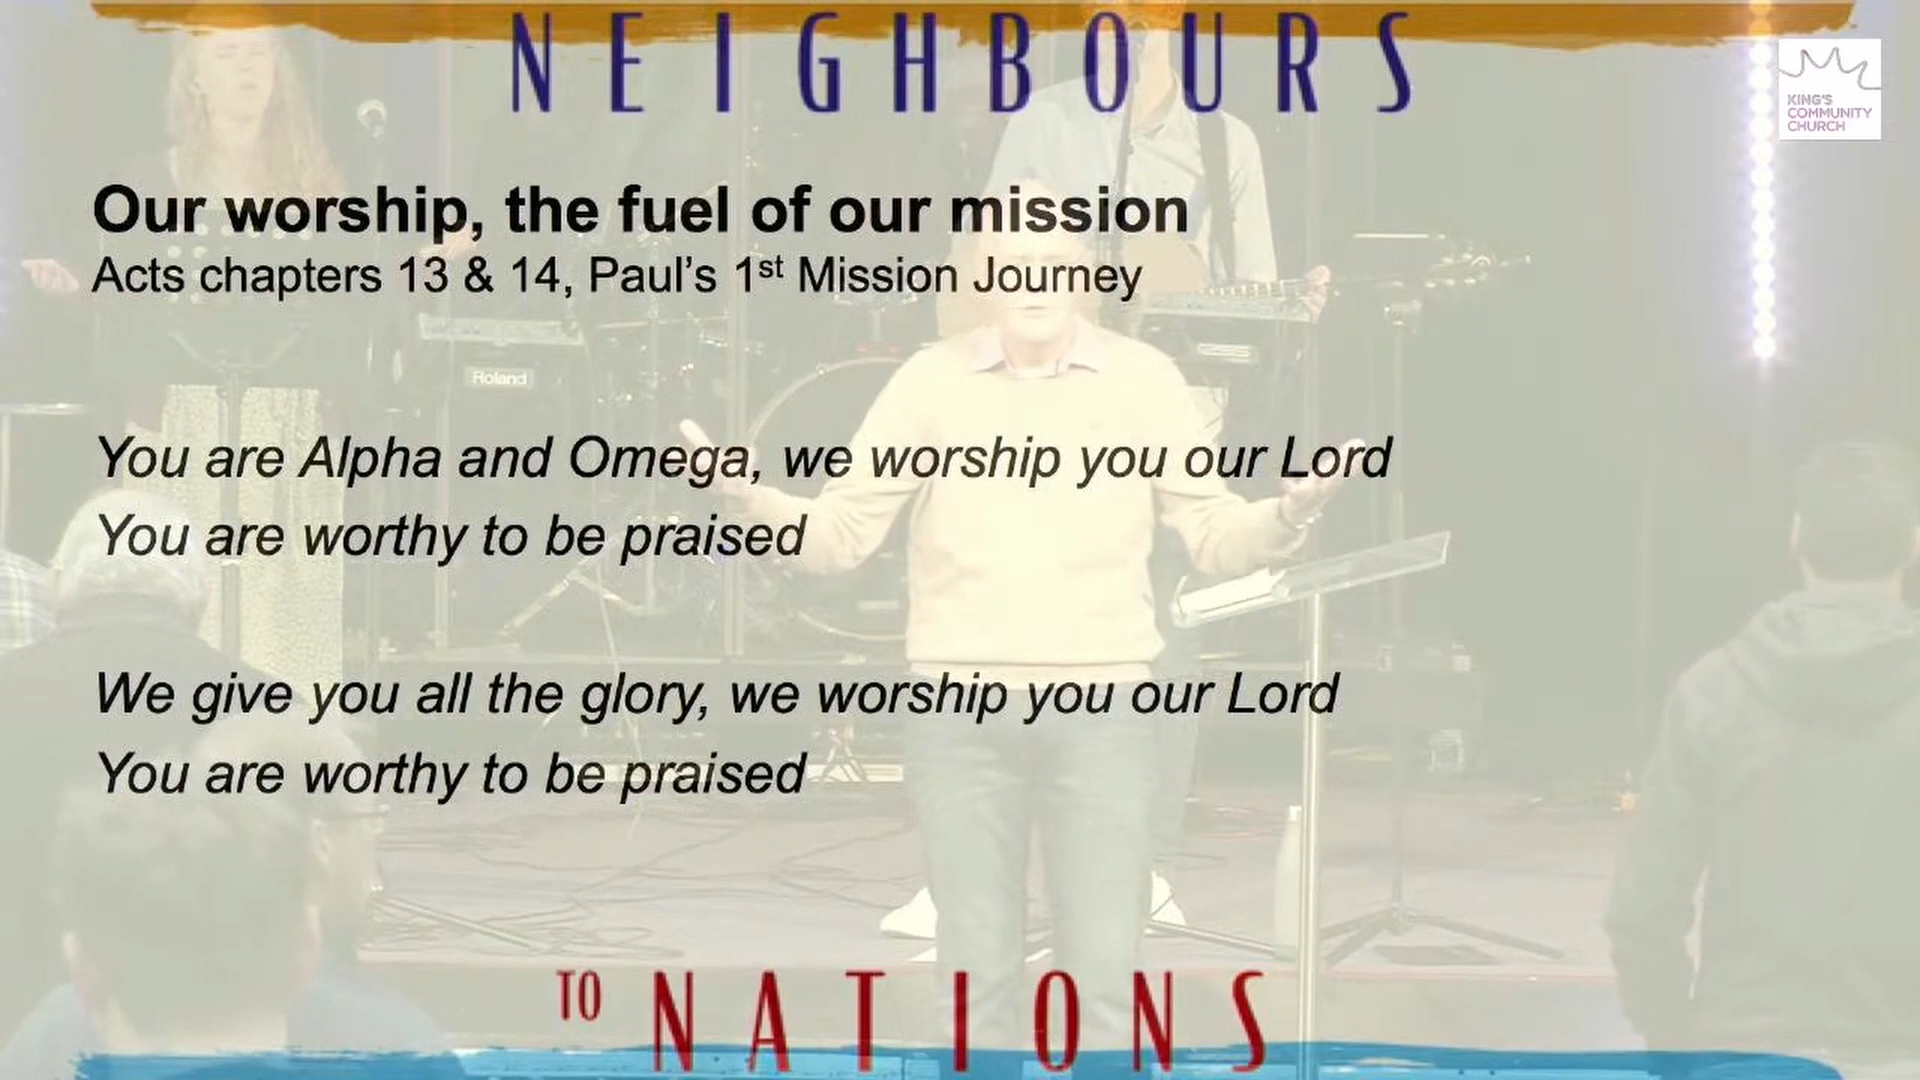 NEIGHBOURS
KING'S
COMMUNITY
CHURCH
Our worship, the fuel of our mission
Acts chapters 13 & 14, Paul’s 1st Mission Journey
Roland
You are Alpha and Omega, we worship you our Lord
You are worthy to be praised
We give you all the glory, we worship you our Lord
You are worthy to be praised
TO NATIONS